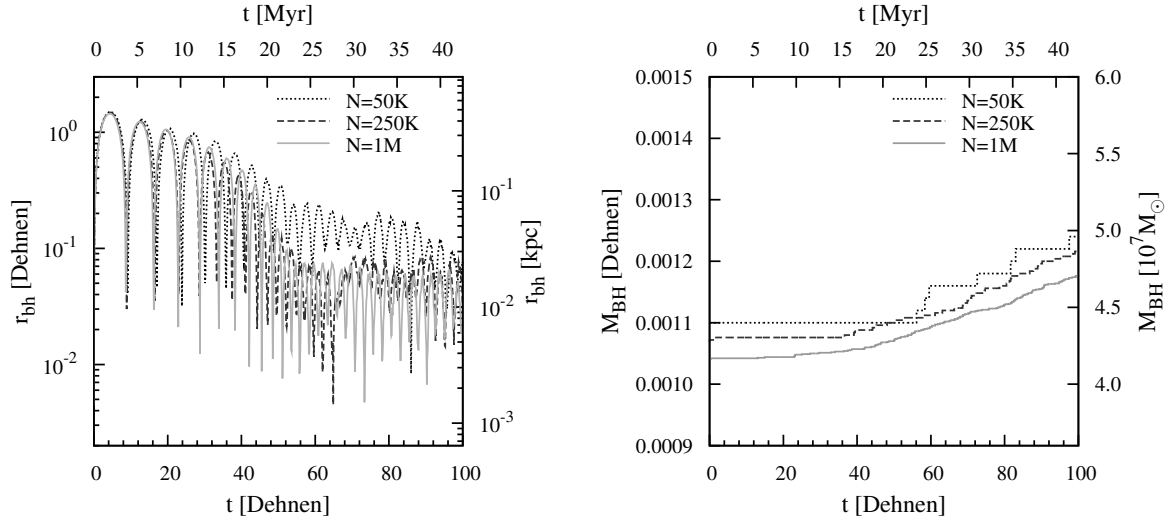 t [Myr]
0 5 10 15 20 25 30 35 40
10^0
10^-1
10^-2
r_bh [Dehnen]
N=50K
N=250K
N=1M
10^-1
10^-2
10^-3
r_bh [kpc]
0 20 40 60 80 100
t [Dehnen]
t [Myr]
0 5 10 15 20 25 30 35 40
0.0015
0.0014
0.0013
0.0012
0.0011
0.0010
0.0009
M_BH [Dehnen]
N=50K
N=250K
N=1M
6.0
5.5
5.0
4.5
4.0
M_BH [10^7 M_⊙]
0 20 40 60 80 100
t [Dehnen]